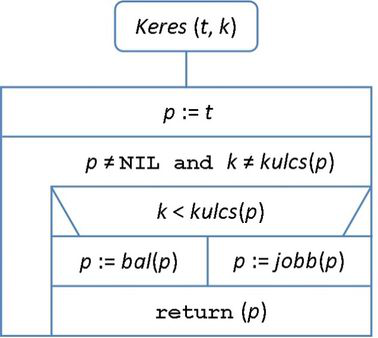 Keres (t, k)
p := t
p ≠ NIL and k ≠ kulcs(p)
k < kulcs(p)
p := bal(p) p := jobb(p)
return (p)